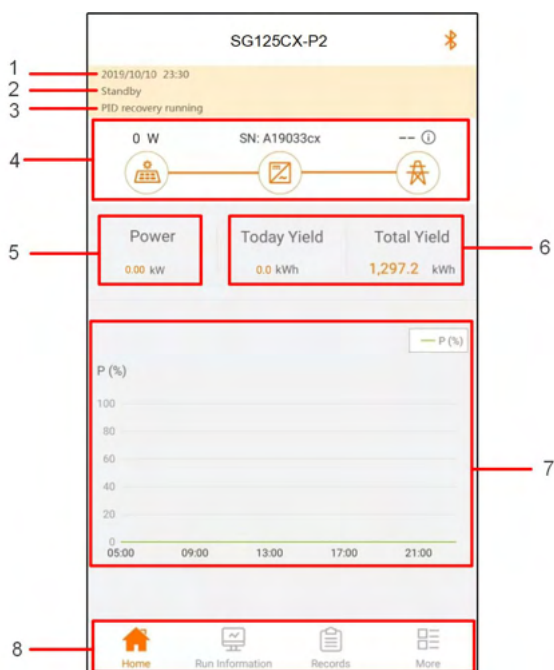 SG125CX-P2
1
2019/10/10 23:30
2
Standby
3
PID recovery running
4
0 W SN: A19033cx --
5
6
Power Today Yield Total Yield
0.00 kW 0.0 kWh 1,297.2 kWh
7
P (%)
P (%)
100
80
60
40
20
0
05:00 09:00 13:00 17:00 21:00
8
Home Run Information Records More